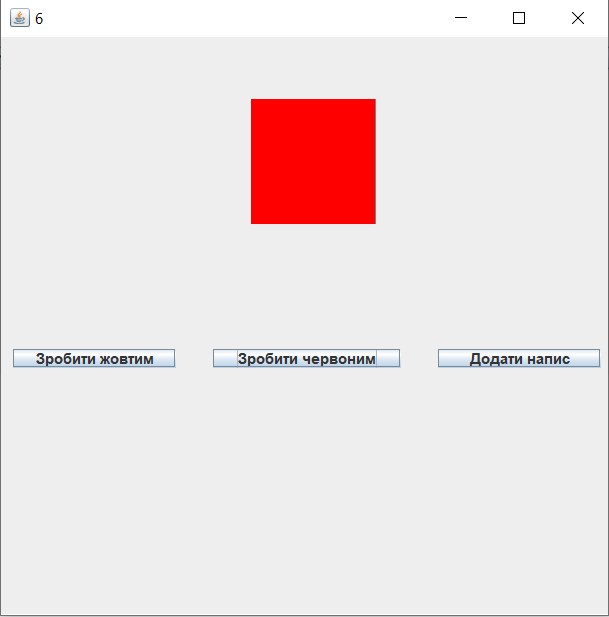 6
Зробити жовтим
Зробити червоним
Додати напис